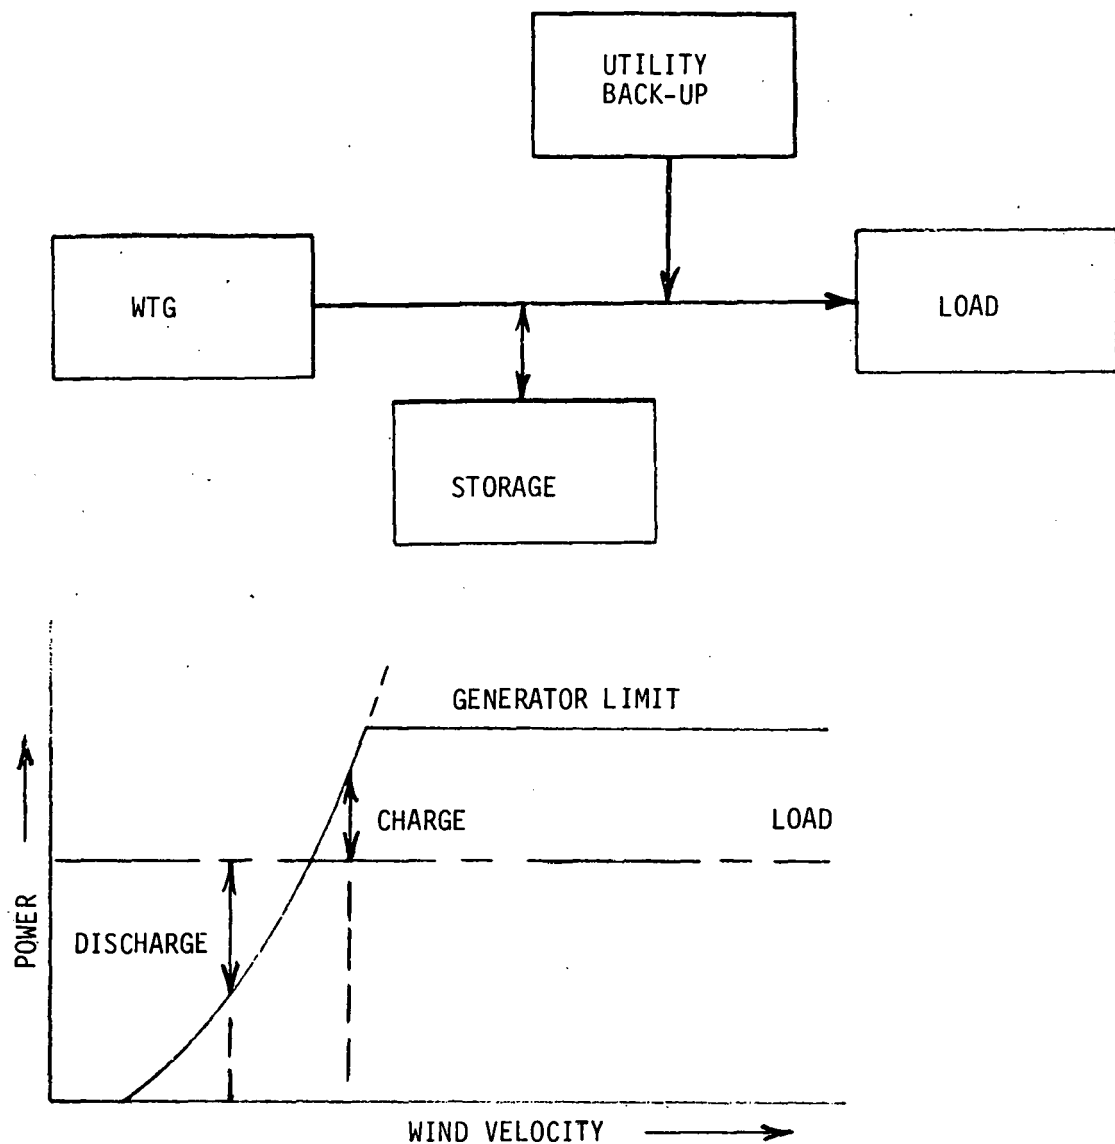 UTILITY
BACK-UP
WTG
LOAD
STORAGE
GENERATOR LIMIT
CHARGE
LOAD
DISCHARGE
POWER
WIND VELOCITY